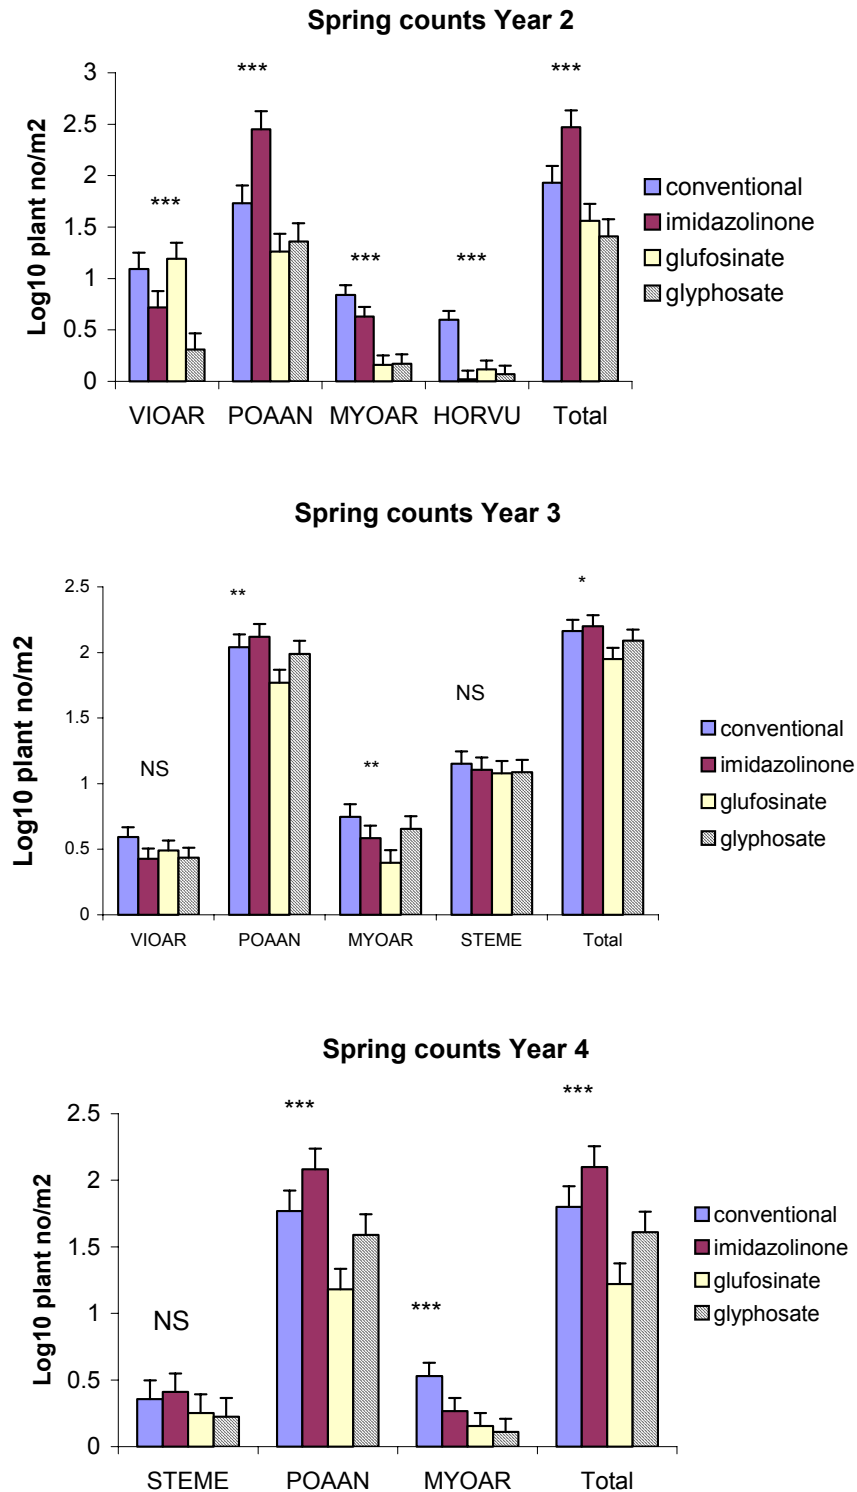 Spring counts Year 2
***
***
3
2.5
2
1.5
1
0.5
0
Log10 plant no/m2
***
***
***
conventional
imidazolinone
glufosinate
glyphosate
VIOAR POAAN MYOAR HORVU Total
Spring counts Year 3
2.5
2
1.5
1
0.5
0
Log10 plant no/m2
**
*
NS
NS
**
conventional
imidazolinone
glufosinate
glyphosate
VIOAR POAAN MYOAR STEME Total
Spring counts Year 4
2.5
2
1.5
1
0.5
0
Log10 plant no/m2
***
***
***
NS
conventional
imidazolinone
glufosinate
glyphosate
STEME POAAN MYOAR Total